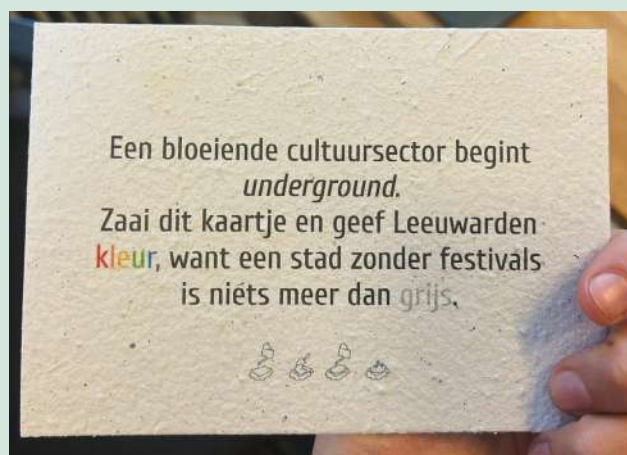 Een bloeiende cultuursector begint
underground.
Zaai dit kaartje en geef Leeuwarden
kleur, want een stad zonder festivals
is niéts meer dan grijs.